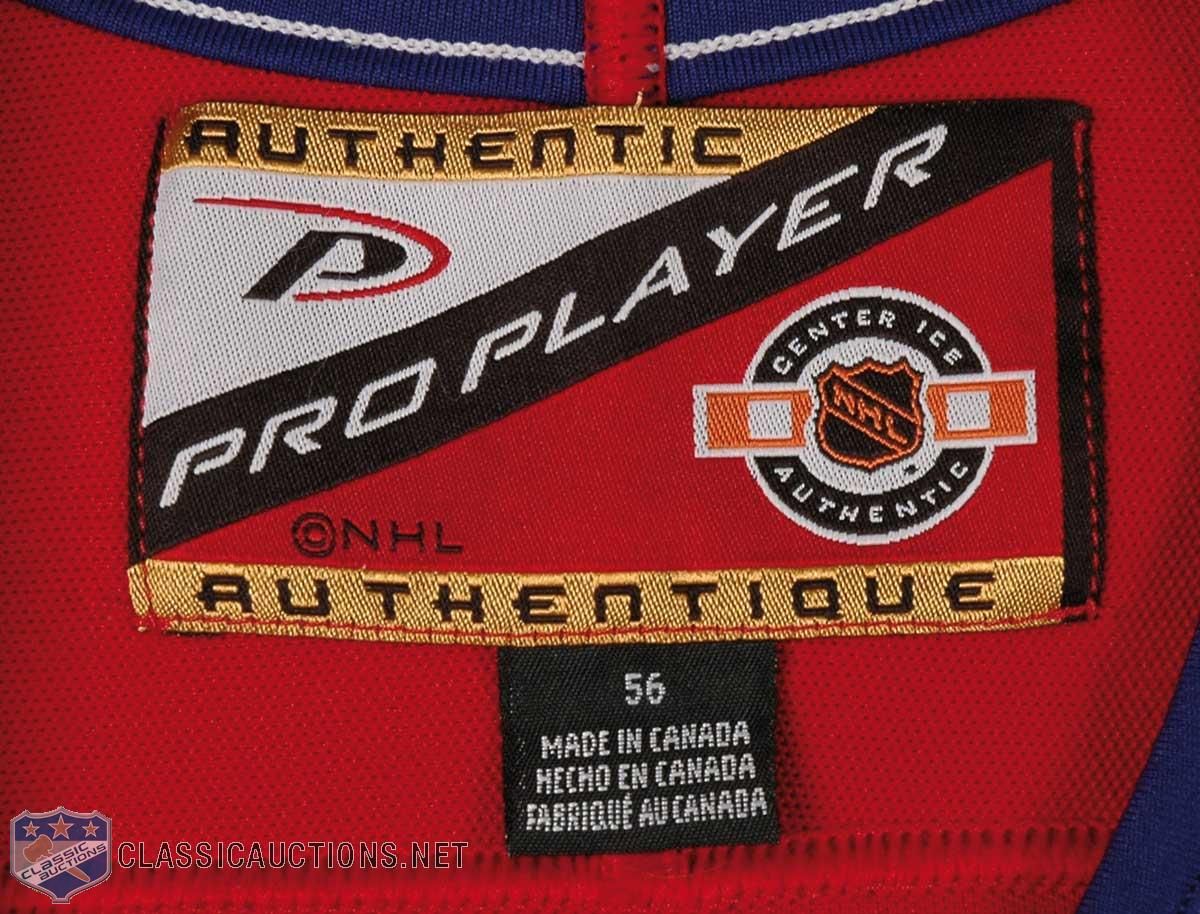 AUTHENTIC
PA
PRO PLAYER
CENTER ICE
NHL
AUTHENTIC
©NHL
AUTHENTIQUE
56
MADE IN CANADA
HECHO EN CANADA
FABRIQUÉ AU CANADA
CLASSIC
AUCTIONS
CLASSICAUCTIONS.NET